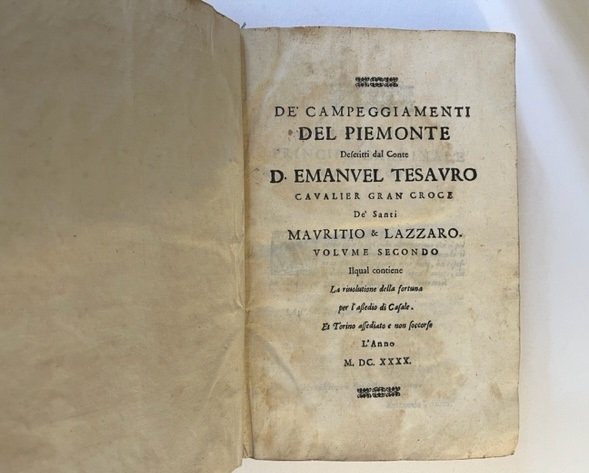 DE' CAMPEGGIAMENTI
DEL PIEMONTE
Deſcritti dal Conte
D. EMANVEL TESAVRO
CAVALIER GRAN CROCE
De' Santi
MAVRITIO & LAZZARO.
VOLVME SECONDO
Ilqual contiene
La riuolutione della fortuna
per l'aſſedio di Caſale.
Et Torino aſſediato e non ſoccorſo
L'Anno
M. DC. XXXX.